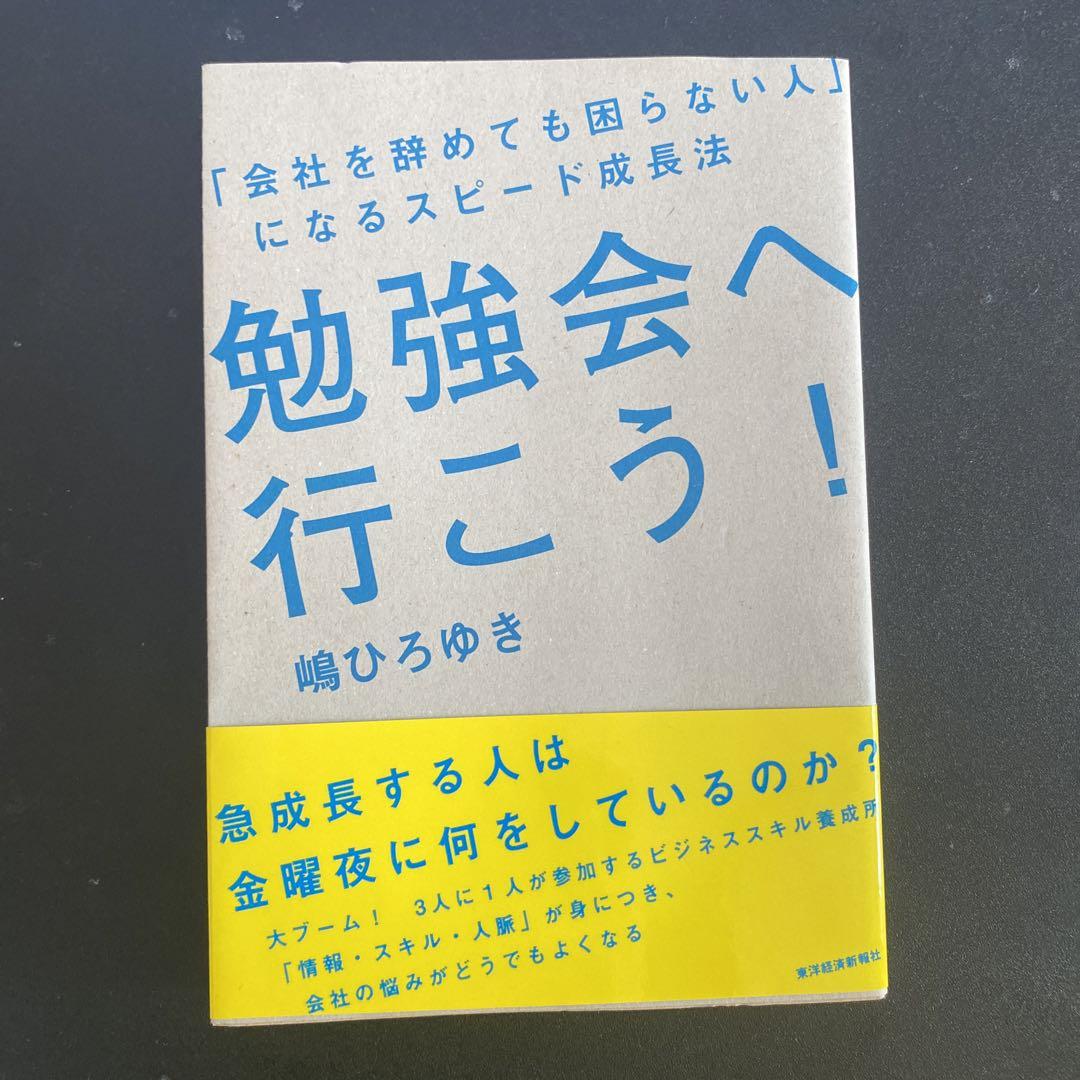 「会社を辞めても困らない人」
になるスピード成長法
勉強会へ
行こう！
嶋ひろゆき
急成長する人は
金曜夜に何をしているのか？
大ブーム！　3人に1人が参加するビジネススキル養成所
「情報・スキル・人脈」が身につき、
会社の悩みがどうでもよくなる
東洋経済新報社